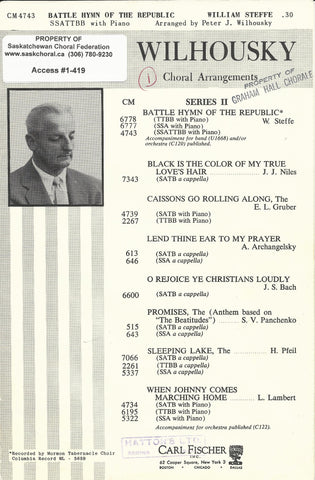 CM4743 BATTLE HYMN OF THE REPUBLIC WILLIAM STEFFE .30
SSATTBB with Piano Arranged by Peter J. Wilhousky
PROPERTY OF
Saskatchewan Choral Federation
www.saskchoral.ca (306) 780-9230
Access #1-419
WILHOUSKY
1 Choral Arrangements
PROPERTY OF
GRAHAM HALL CHORALE
CM SERIES II
BATTLE HYMN OF THE REPUBLIC*
6778 (TTBB with Piano) W. Steffe
6777 (SSA with Piano)
4743 (SSATTBB with Piano)
Accompaniment for band (U1668) and/or
orchestra (C120) published.
BLACK IS THE COLOR OF MY TRUE
LOVE'S HAIR J. J. Niles
7343 (SATB a cappella)
CAISSONS GO ROLLING ALONG, The
E. L. Gruber
4739 (SATB with Piano)
2267 (TTBB with Piano)
LEND THINE EAR TO MY PRAYER
A. Archangelsky
613 (SATB a cappella)
646 (SSA a cappella)
O REJOICE YE CHRISTIANS LOUDLY
J. S. Bach
6600 (SATB a cappella)
PROMISES, The (Anthem based on
"The Beatitudes") S. V. Panchenko
515 (SATB a cappella)
643 (SSA a cappella)
SLEEPING LAKE, The H. Pfeil
7066 (SATB a cappella)
2261 (TTBB a cappella)
5337 (SSA a cappella)
WHEN JOHNNY COMES
MARCHING HOME L. Lambert
4734 (SATB with Piano)
6195 (TTBB with Piano)
5322 (SSA with Piano)
Accompaniment for orchestra published (C122).
*Recorded by Mormon Tabernacle Choir
Columbia Record ML - 5659
CARL FISCHER
INC.
62 Cooper Square, New York 3
BOSTON • CHICAGO • DALLAS